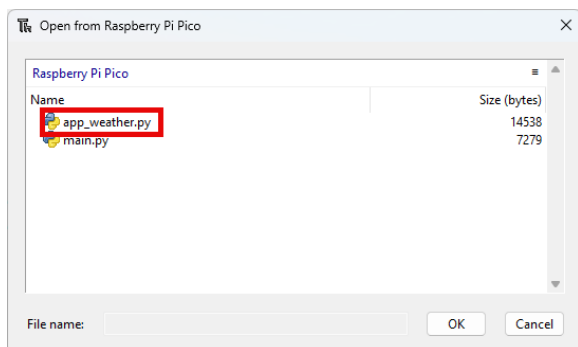 Open from Raspberry Pi Pico
Raspberry Pi Pico
Name Size (bytes)
app_weather.py 14538
main.py 7279
File name: OK Cancel